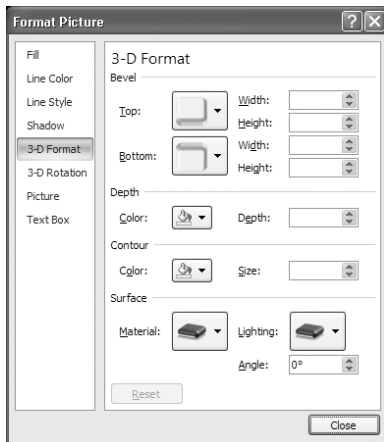 Format Picture
Fill
Line Color
Line Style
Shadow
3-D Format
3-D Rotation
Picture
Text Box
3-D Format
Bevel
Top:
Width:
Height:
Bottom:
Width:
Height:
Depth
Color:
Depth:
Contour
Color:
Size:
Surface
Material:
Lighting:
Angle: 0°
Reset
Close